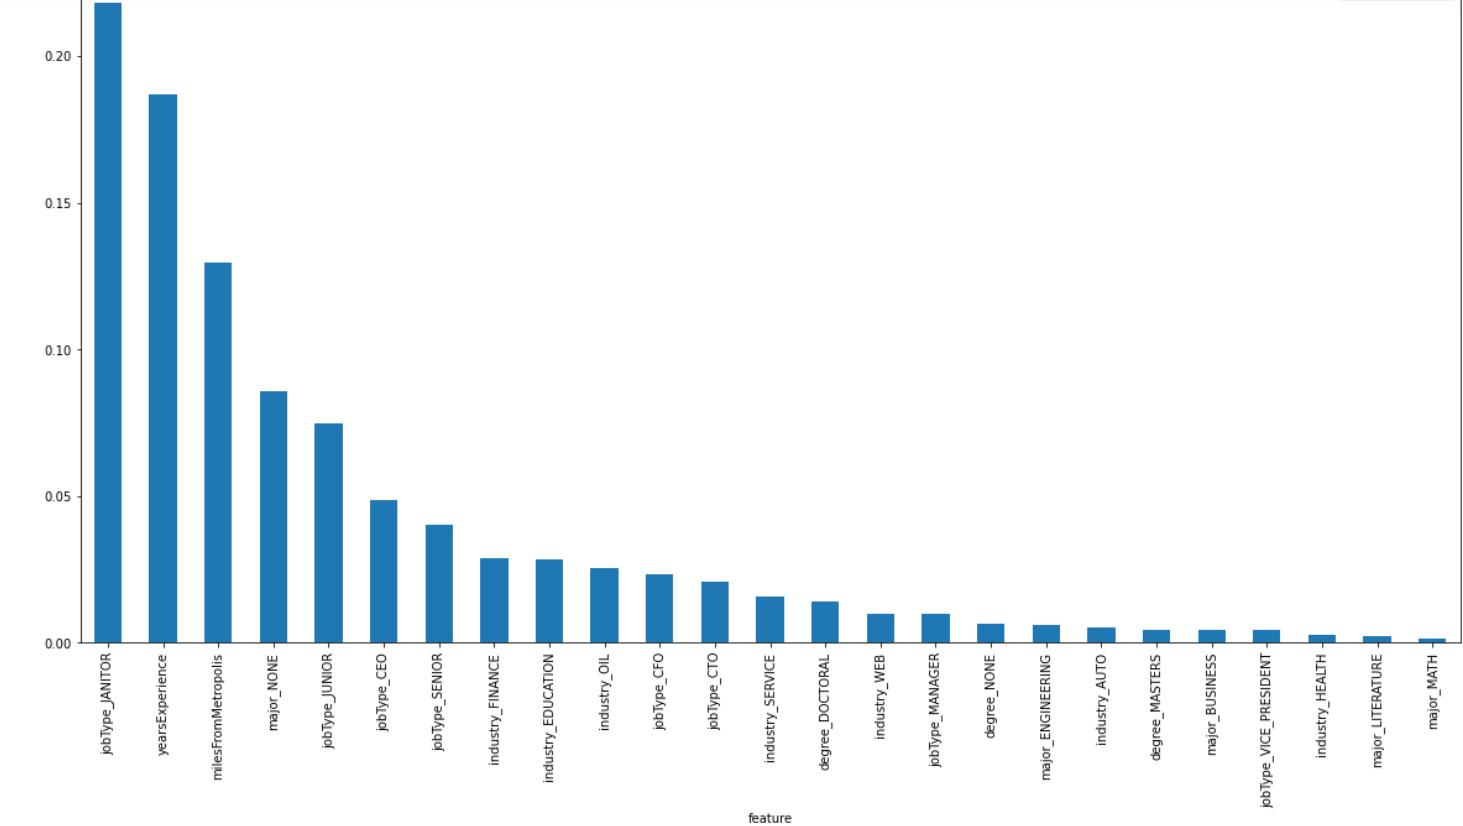 0.20
0.15
0.10
0.05
0.00
jobType_JANITOR
yearsExperience
milesFromMetropolis
major_NONE
jobType_JUNIOR
jobType_CEO
jobType_SENIOR
industry_FINANCE
industry_EDUCATION
industry_OIL
jobType_CFO
jobType_CTO
industry_SERVICE
degree_DOCTORAL
industry_WEB
jobType_MANAGER
degree_NONE
major_ENGINEERING
industry_AUTO
degree_MASTERS
major_BUSINESS
jobType_VICE_PRESIDENT
industry_HEALTH
major_LITERATURE
major_MATH
feature